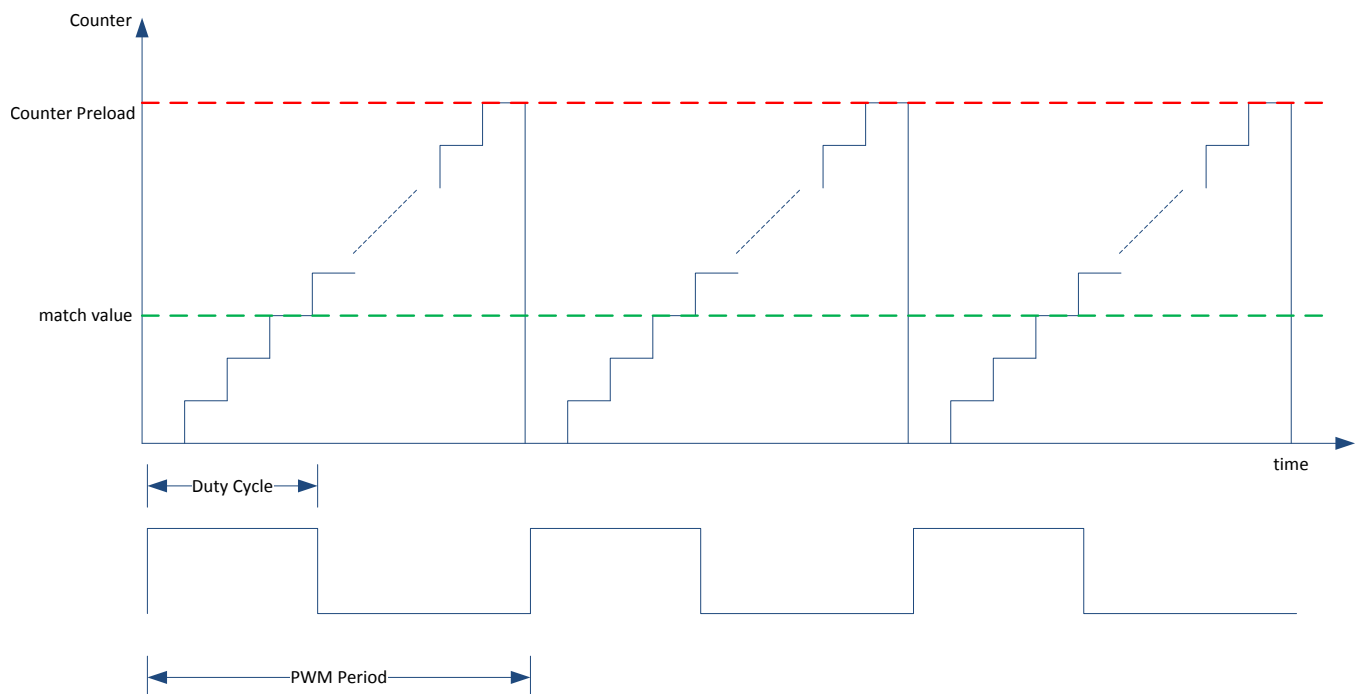 Counter
Counter Preload
match value
time
Duty Cycle
PWM Period